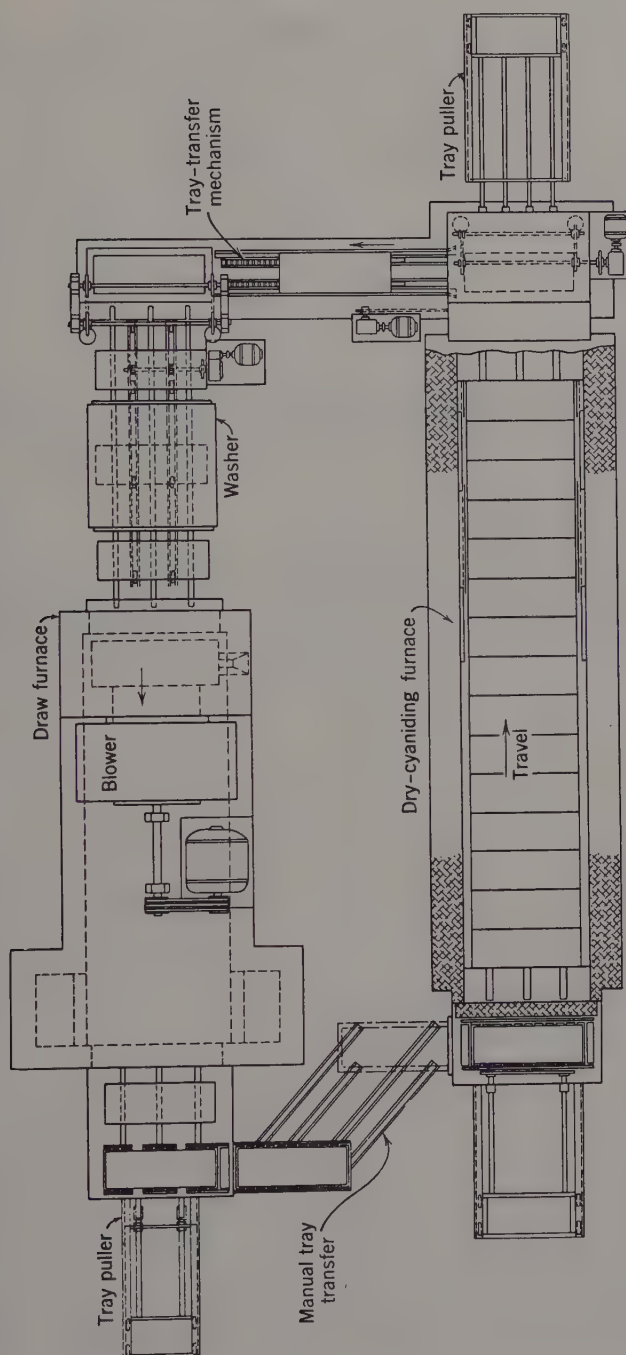 Tray puller
Draw furnace
Blower
Washer
Tray-transfer
mechanism
Manual tray
transfer
Dry-cyaniding furnace
Travel
Tray puller